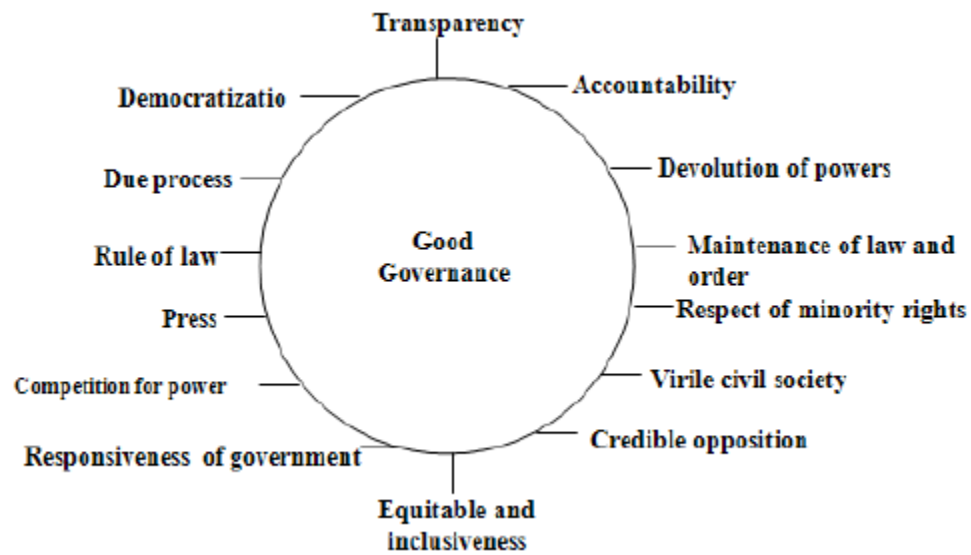 Transparency
Accountability
Democratizatio
Devolution of powers
Due process
Good
Governance
Maintenance of law and
order
Rule of law
Respect of minority rights
Press
Virile civil society
Competition for power
Credible opposition
Responsiveness of government
Equitable and
inclusiveness